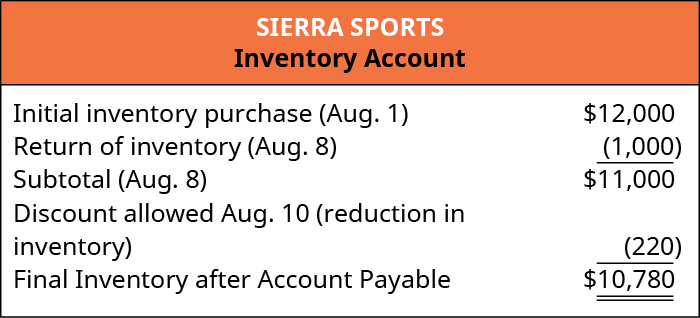 SIERRA SPORTS
Inventory Account
Initial inventory purchase (Aug. 1) $12,000
Return of inventory (Aug. 8) (1,000)
Subtotal (Aug. 8) $11,000
Discount allowed Aug. 10 (reduction in
inventory) (220)
Final Inventory after Account Payable $10,780